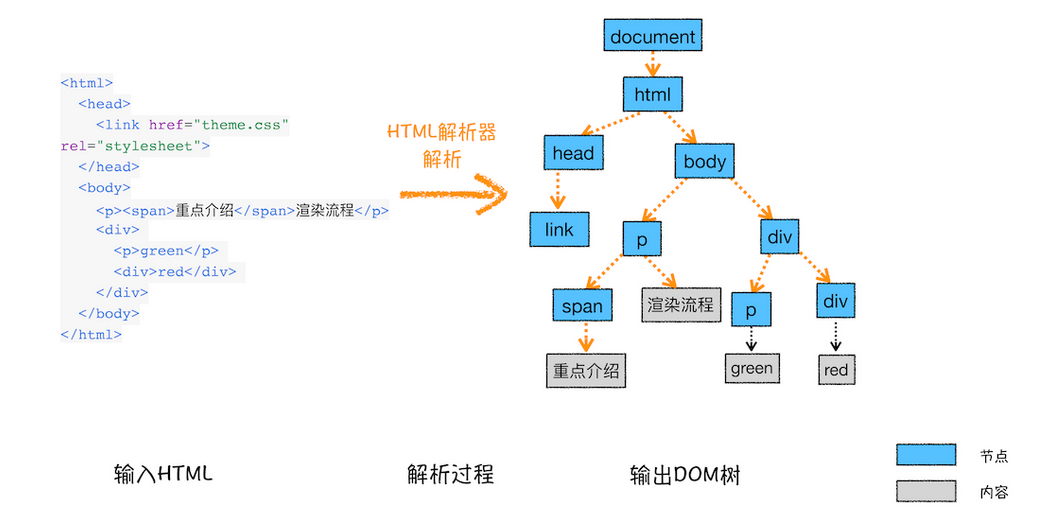 <html>
<head>
<link href="theme.css"
rel="stylesheet">
</head>
<body>
<p><span>重点介绍</span>渲染流程</p>
<div>
<p>green</p>
<div>red</div>
</div>
</body>
</html>
HTML解析器
解析
document
html
head
body
link
p
div
span
渲染流程
p
div
重点介绍
green
red
输入HTML
解析过程
输出DOM树
节点
内容